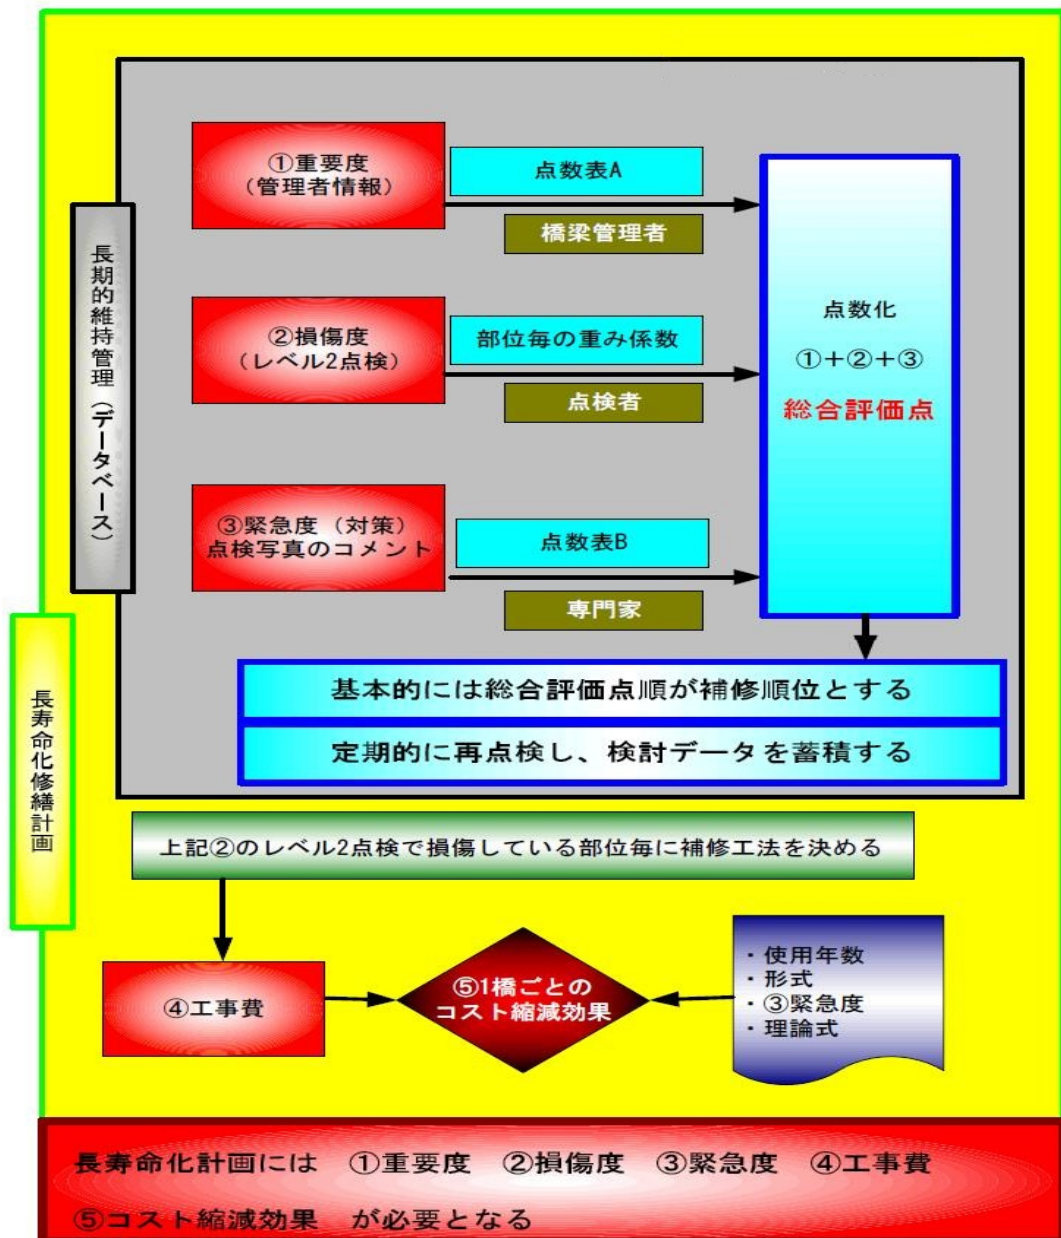 ①重要度
(管理者情報)
点数表A
橋梁管理者
長期的維持管理（データベース）
②損傷度
(レベル2点検)
部位毎の重み係数
点検者
点数化
①+②+③
総合評価点
③緊急度（対策）
点検写真のコメント
点数表B
専門家
基本的には総合評価点順が補修順位とする
定期的に再点検し、検討データを蓄積する
長寿命化修繕計画
上記②のレベル2点検で損傷している部位毎に補修工法を決める
④工事費
⑤1橋ごとの
コスト縮減効果
・使用年数
・形式
・③緊急度
・理論式
長寿命化計画には ①重要度 ②損傷度 ③緊急度 ④工事費
⑤コスト縮減効果 が必要となる